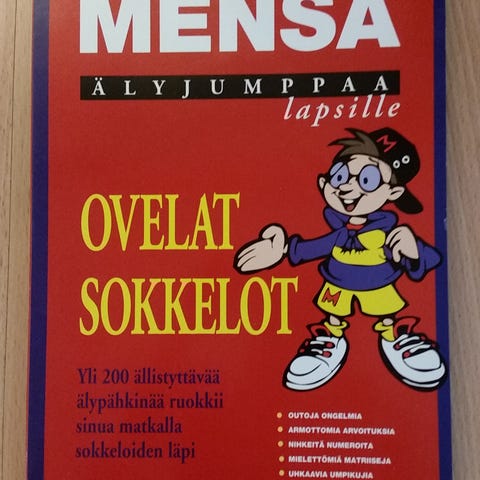 MENSA
ÄLYJUMPPAA
lapsille
M
OVELAT
SOKKELOT
M
Yli 200 ällistyttävää
älypähkinää ruokkii
sinua matkalla
sokkeloiden läpi
• OUTOJA ONGELMIA
• ARMOTTOMIA ARVOITUKSIA
• NIHKEITÄ NUMEROITA
• MIELETTÖMIÄ MATRIISEJA
• UHKAAVIA UMPIKUJIA